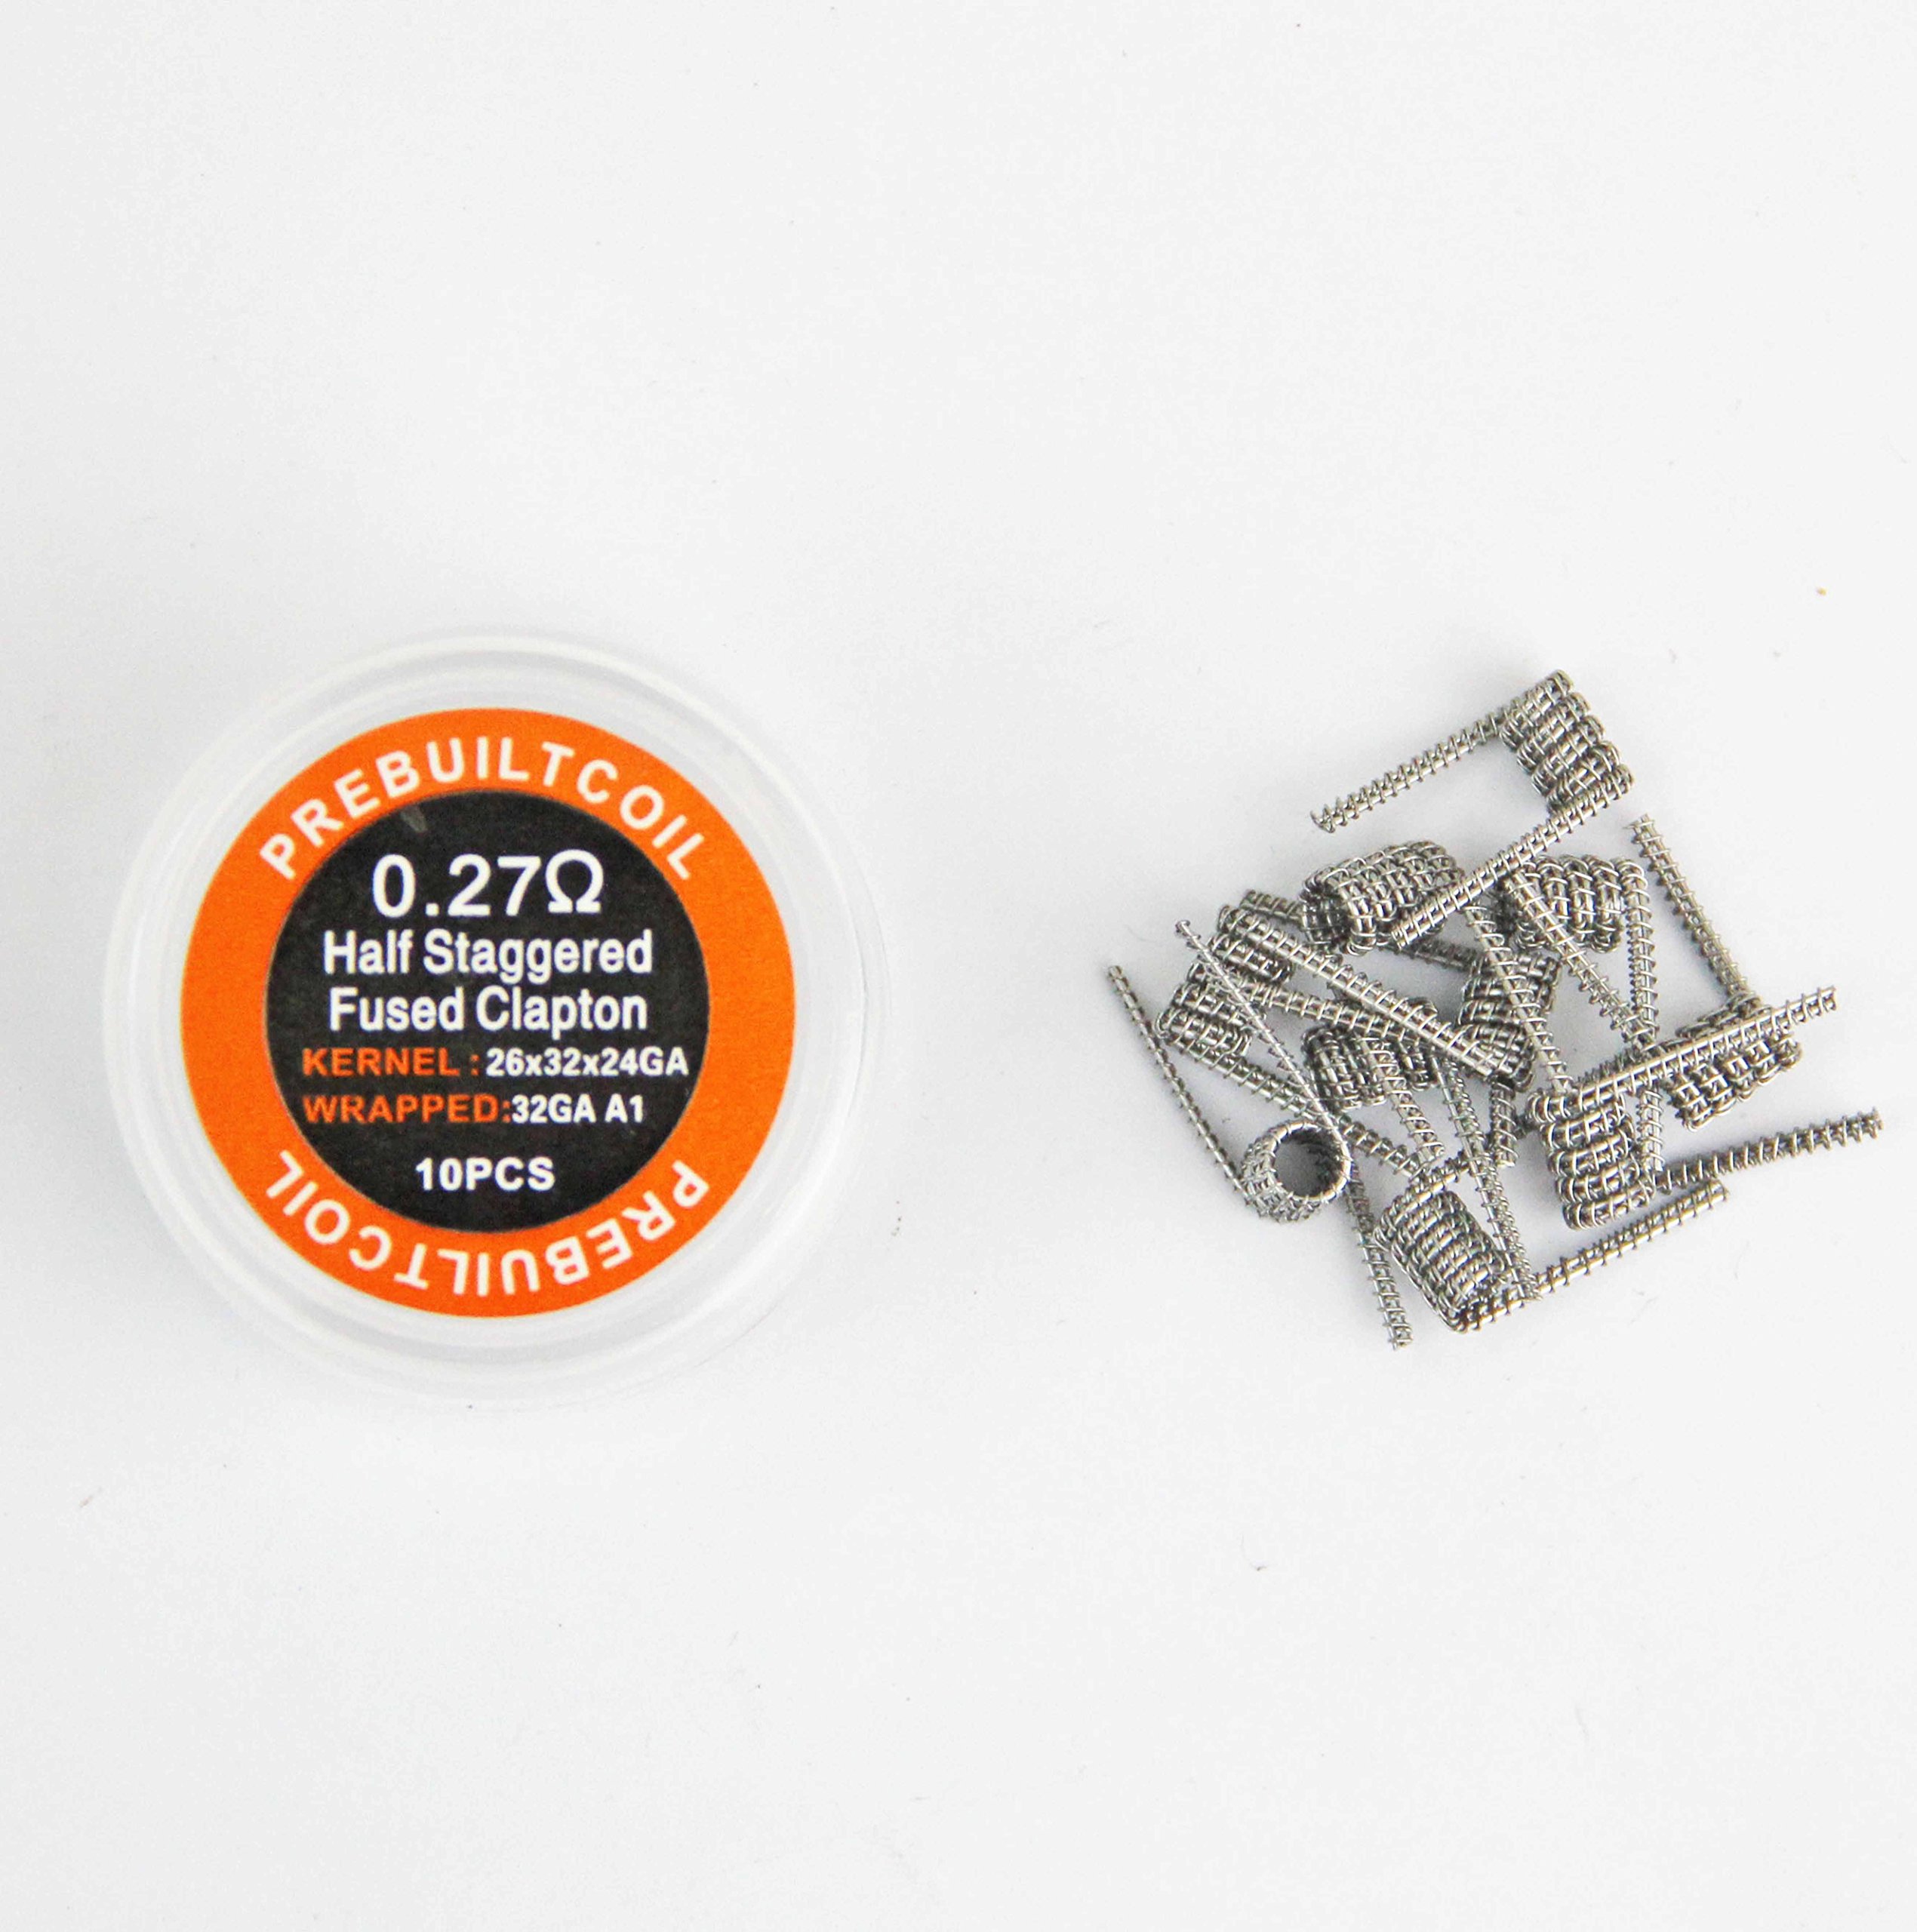 PREBUILTCOIL
0.27Ω
Half Staggered
Fused Clapton
KERNEL : 26x32x24GA
WRAPPED:32GA A1
10PCS
PREBUILTCOIL